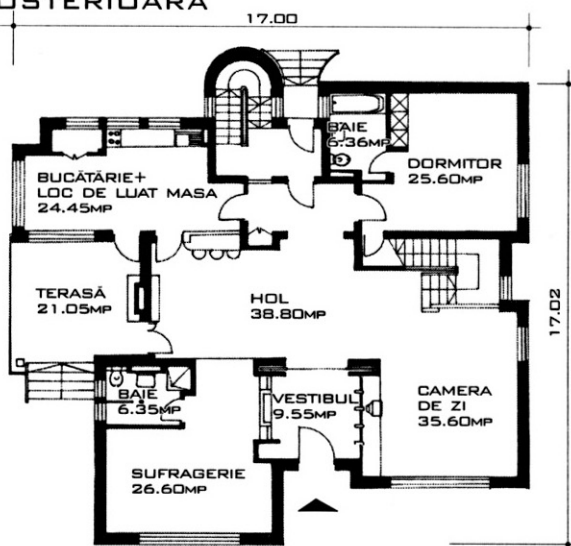 OSTERIOARA
17.00
BAIE
6.36MP
DORMITOR
25.60MP
BUCĂTĂRIE+
LOC DE LUAT MASA
24.45MP
TERASĂ
21.05MP
HOL
38.80MP
17.02
BAIE
6.35MP
VESTIBUL
9.55MP
CAMERA
DE ZI
35.60MP
SUFRAGERIE
26.60MP